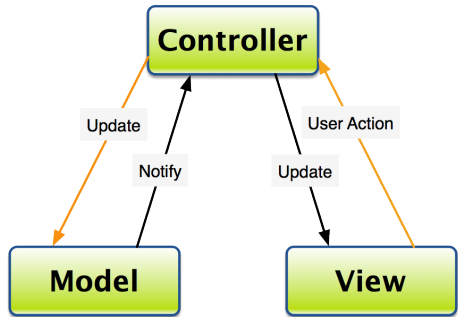 Controller
Update
User Action
Notify
Update
Model
View